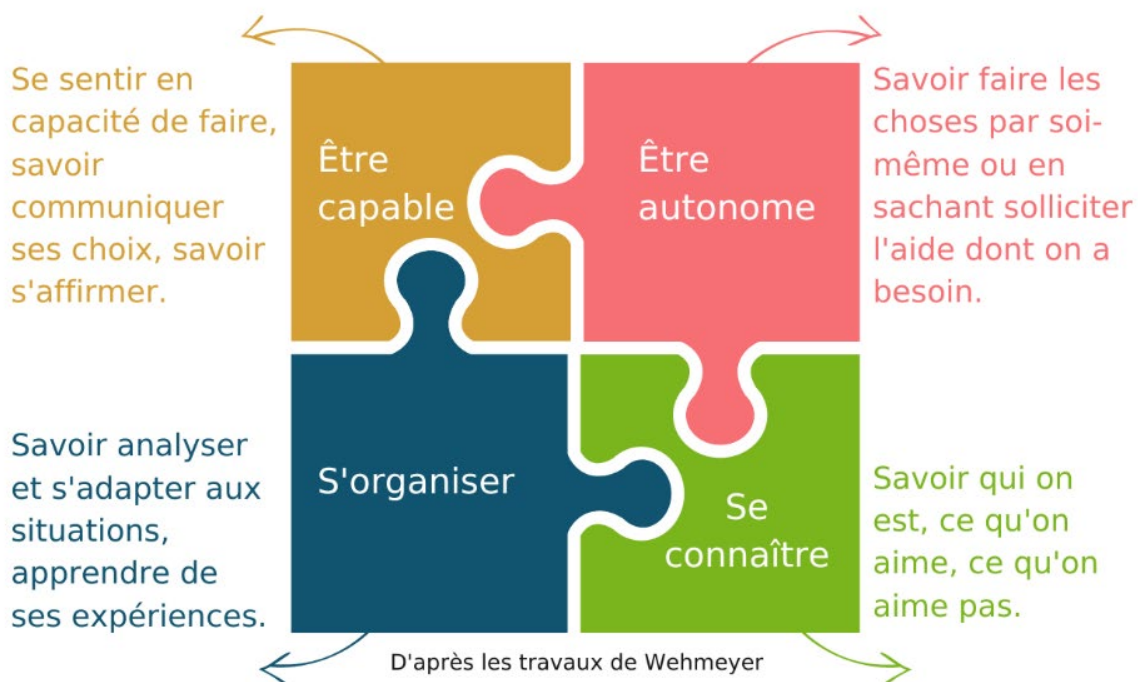 Se sentir en
capacité de faire,
savoir
communiquer
ses choix, savoir
s'affirmer.
Être
capable
Être
autonome
Savoir faire les
choses par soi-
même ou en
sachant solliciter
l'aide dont on a
besoin.
Savoir analyser
et s'adapter aux
situations,
apprendre de
ses expériences.
S'organiser
Se
connaître
Savoir qui on
est, ce qu'on
aime, ce qu'on
aime pas.
D'après les travaux de Wehmeyer